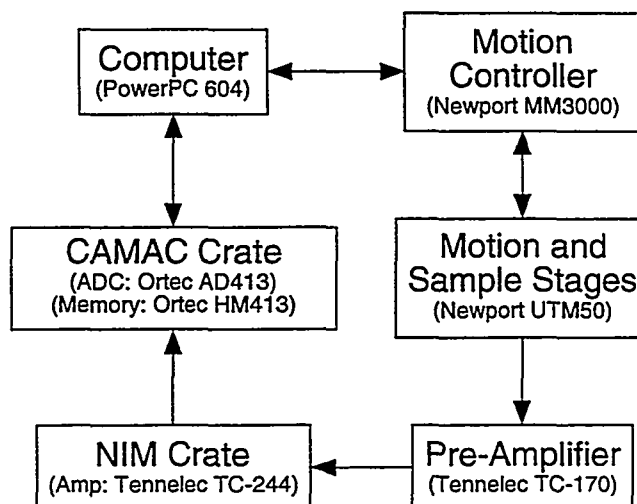 Computer
(PowerPC 604)
Motion
Controller
(Newport MM3000)
CAMAC Crate
(ADC: Ortec AD413)
(Memory: Ortec HM413)
Motion and
Sample Stages
(Newport UTM50)
NIM Crate
(Amp: Tennelec TC-244)
Pre-Amplifier
(Tennelec TC-170)